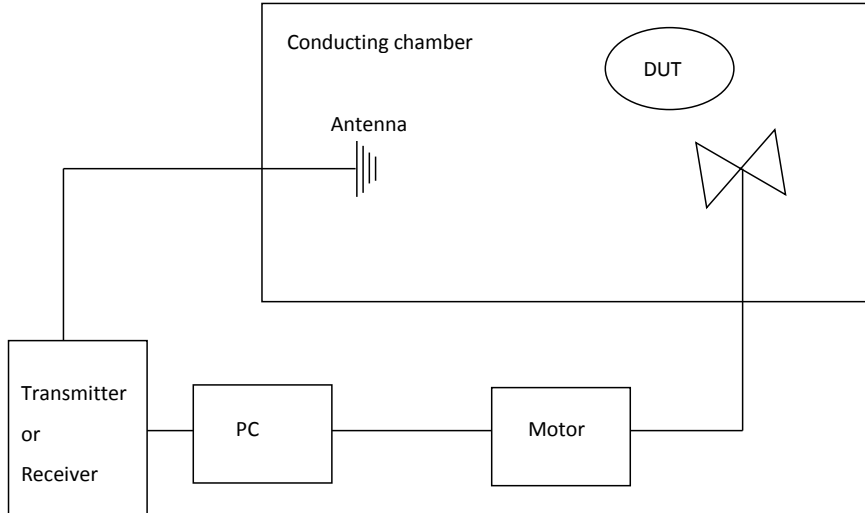 Conducting chamber
DUT
Antenna
Transmitter
or
Receiver
PC
Motor